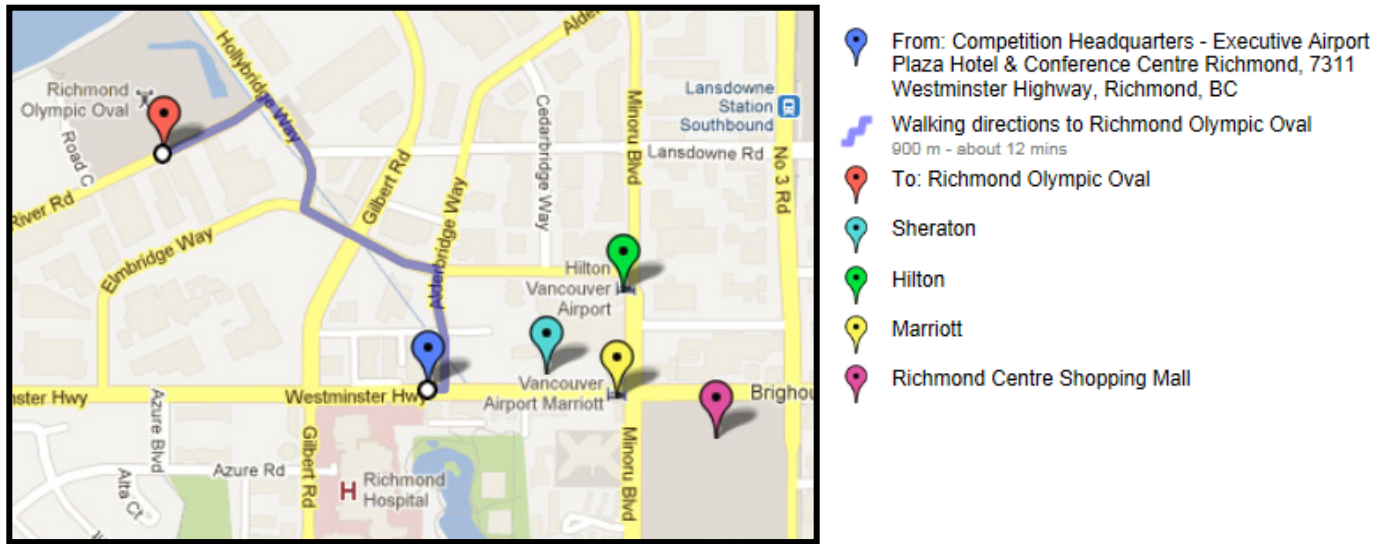 Hollybridge Way
Alde
Richmond
Olympic Oval
Road C
River Rd
Elmbridge Way
Gilbert Rd
Alderbridge Way
Cedarbridge Way
Minoru Blvd
Lansdowne
Station
Southbound
Lansdowne Rd
No 3 Rd
Hilton
Vancouver
Airport
Vancouver
Airport Marriott
nster Hwy
Westminster Hwy
Brighou
Azure Blvd
Azure Rd
Alta Ct
Gilbert Rd
H
Richmond
Hospital
Minoru Blvd
From: Competition Headquarters - Executive Airport
Plaza Hotel & Conference Centre Richmond, 7311
Westminster Highway, Richmond, BC
Walking directions to Richmond Olympic Oval
900 m - about 12 mins
To: Richmond Olympic Oval
Sheraton
Hilton
Marriott
Richmond Centre Shopping Mall